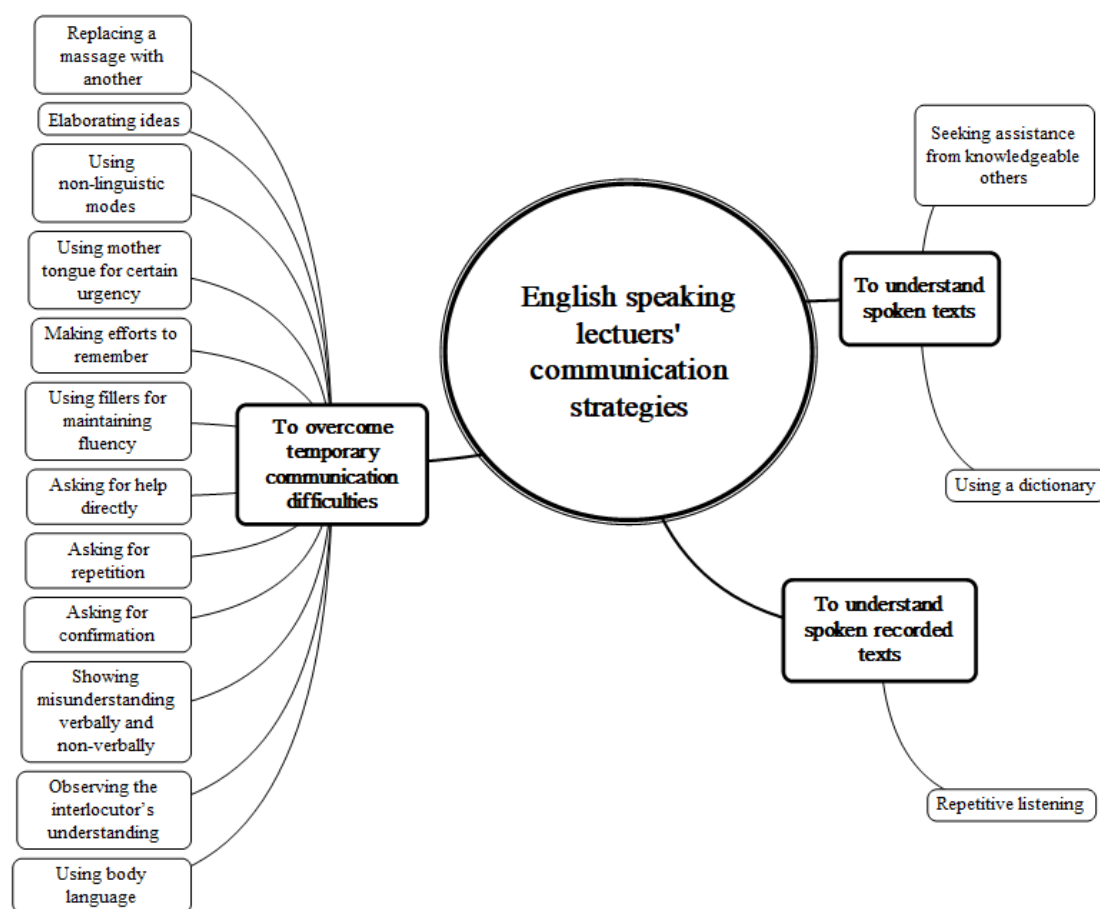 Replacing a
massage with
another
Elaborating ideas
Using
non-linguistic
modes
Using mother
tongue for certain
urgency
Making efforts to
remember
Using fillers for
maintaining
fluency
Asking for help
directly
Asking for
repetition
Asking for
confirmation
Showing
misunderstanding
verbally and
non-verbally
Observing the
interlocutor’s
understanding
Using body
language
To overcome
temporary
communication
difficulties
English speaking
lectuers'
communication
strategies
Seeking assistance
from knowledgeable
others
To understand
spoken texts
Using a dictionary
To understand
spoken recorded
texts
Repetitive listening